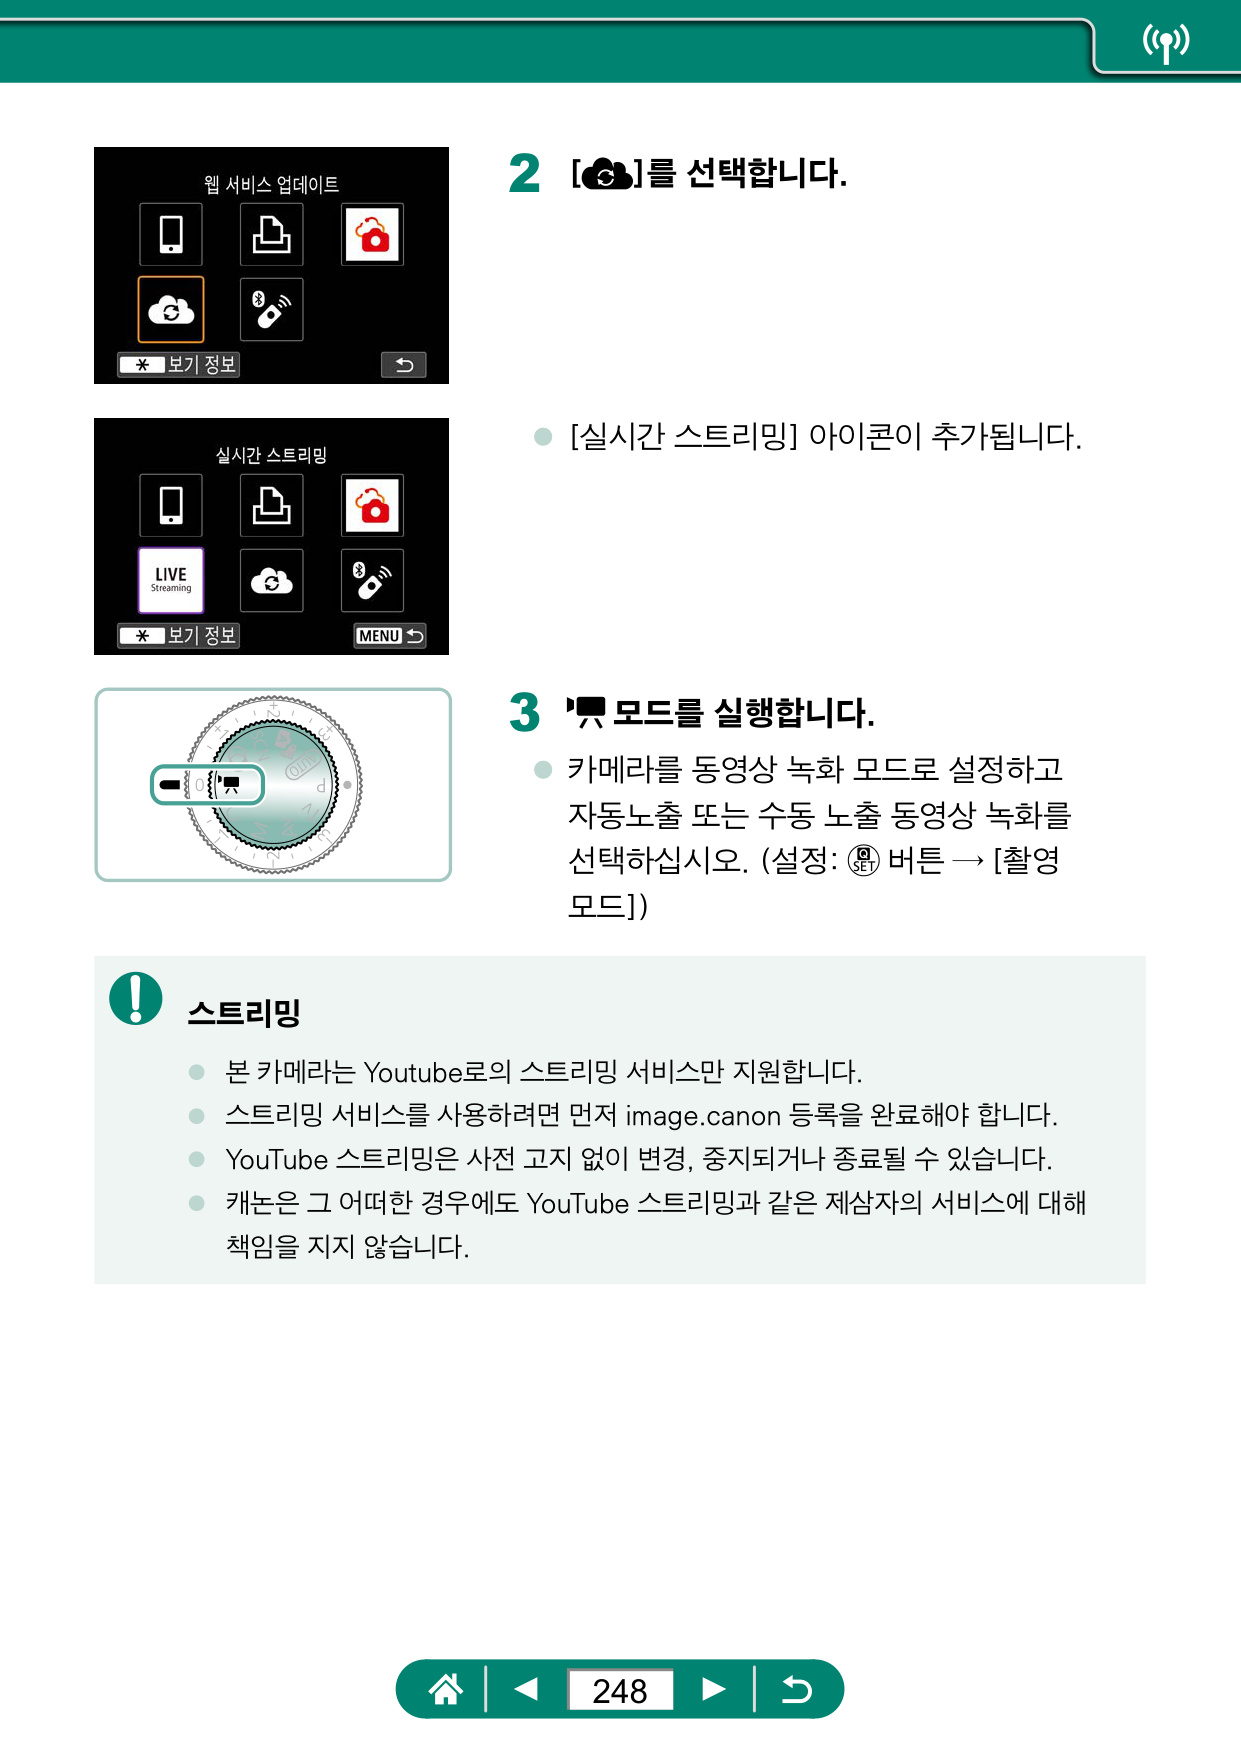 웹 서비스 업데이트
보기 정보
2 []를 선택합니다.
실시간 스트리밍
LIVE
Streaming
보기 정보
MENU
[실시간 스트리밍] 아이콘이 추가됩니다.
3 모드를 실행합니다.
카메라를 동영상 녹화 모드로 설정하고
자동노출 또는 수동 노출 동영상 녹화를
선택하십시오. (설정: Q SET 버튼 → [촬영
모드])
스트리밍
본 카메라는 Youtube로의 스트리밍 서비스만 지원합니다.
스트리밍 서비스를 사용하려면 먼저 image.canon 등록을 완료해야 합니다.
YouTube 스트리밍은 사전 고지 없이 변경, 중지되거나 종료될 수 있습니다.
캐논은 그 어떠한 경우에도 YouTube 스트리밍과 같은 제삼자의 서비스에 대해
책임을 지지 않습니다.
248